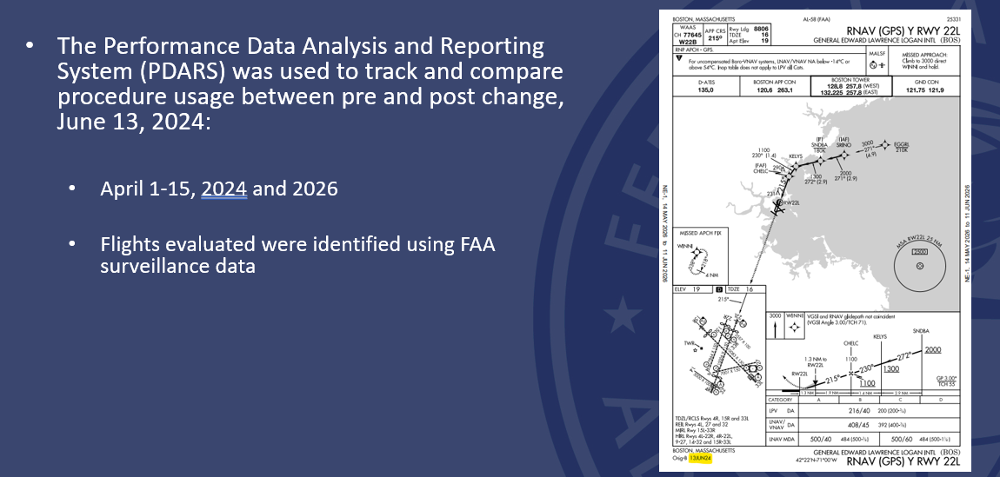 • The Performance Data Analysis and Reporting
System (PDARS) was used to track and compare
procedure usage between pre and post change,
June 13, 2024:
• April 1-15, 2024 and 2026
• Flights evaluated were identified using FAA
surveillance data
BOSTON, MASSACHUSETTS
AL-58 (FAA)
25331
WAAS
CH 77645
W22B
APP CRS
215°
Rwy Ldg 8806
TDZE 16
Apt Elev 19
RNAV (GPS) Y RWY 22L
GENERAL EDWARD LAWRENCE LOGAN INTL (BOS)
RNP APCH - GPS.
For uncompensated Baro-VNAV systems, LNAV/VNAV NA below -14°C or
above 54°C. Inop table does not apply to LPV all Cats.
MALSF
MISSED APPROACH:
Climb to 3000 direct
WINNI and hold.
D-ATIS
135.0
BOSTON APP CON
120.6 263.1
BOSTON TOWER
128.8 257.8 (WEST)
132.225 257.8 (EAST)
GND CON
121.75 121.9
(IF)
SNDBA
180K
(IAF)
3000
271°
(4.9)
EGGRL
210K
1100
230° (1.4)
KELYS
(FAF)
CHELC
1300
272° (2.9)
2000
271° (2.9)
215°
RW22L
NE-1, 14 MAY 2026 to 11 JUN 2026
NE-1, 14 MAY 2026 to 11 JUN 2026
MISSED APCH FIX
WINNI
4 NM
MSA RW22L 25 NM
ELEV 19
D
TDZE 16
215°
TWR
3000
WINNI
VGSI and RNAV glidepath not coincident
(VGSI Angle 3.00/TCH 71).
SNDBA
KELYS
CHELC
2000
272°
1300
1100
230°
1100
1.3 NM to
RW22L
RW22L
215°
GP 3.00°
TCH 55
1.3 NM
1.9 NM
1.4 NM
2.9 NM
CATEGORY A B C D
LPV DA 216/40 200 (200-¾)
LNAV/
VNAV DA 408/45 392 (400-⅞)
LNAV MDA 500/40 484 (500-¾) 500/60 484 (500-1¼)
TDZL/RCLS Rwys 4R, 15R and 33L
REIL Rwys 4L, 27 and 32
MIRL Rwy 15L-33R
HIRL Rwys 4L-22R, 4R-22L,
9-27, 14-32 and 15R-33L
BOSTON, MASSACHUSETTS
Orig-B 13JUN24
42°22'N-71°00'W
GENERAL EDWARD LAWRENCE LOGAN INTL (BOS)
RNAV (GPS) Y RWY 22L